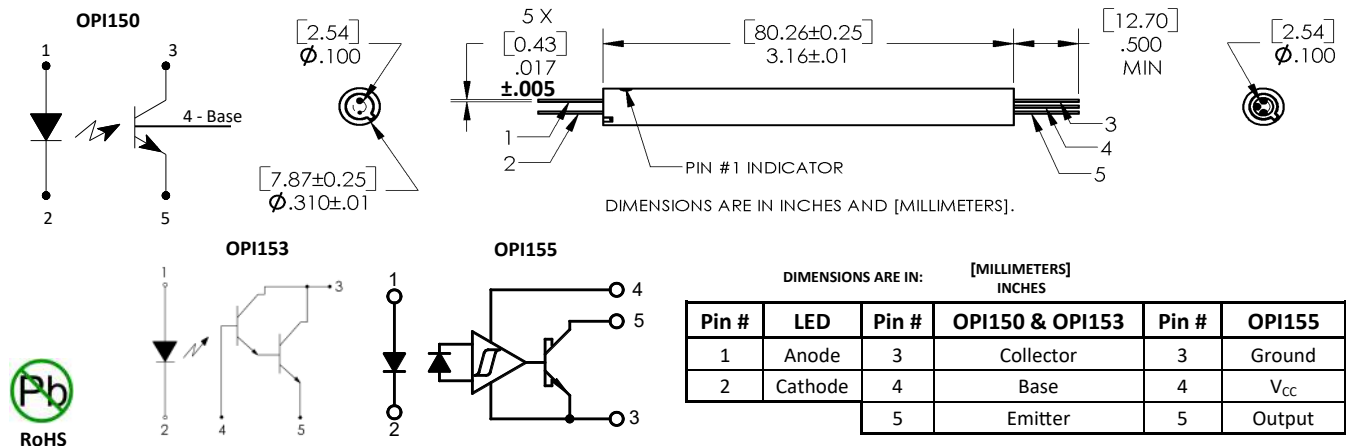 OPI150
1
3
4 - Base
2
5
[2.54]
Ø.100
[7.87±0.25]
Ø.310±.01
5 X
[0.43]
.017
±.005
[80.26±0.25]
3.16±.01
[12.70]
.500
MIN
[2.54]
Ø.100
1
2
PIN #1 INDICATOR
3
4
5
DIMENSIONS ARE IN INCHES AND [MILLIMETERS].
OPI153
1
3
2
4
5
OPI155
1
2
4
5
3
Pb
RoHS
DIMENSIONS ARE IN: [MILLIMETERS]
INCHES
Pin # LED Pin # OPI150 & OPI153 Pin # OPI155
1 Anode 3 Collector 3 Ground
2 Cathode 4 Base 4 VCC
5 Emitter 5 Output